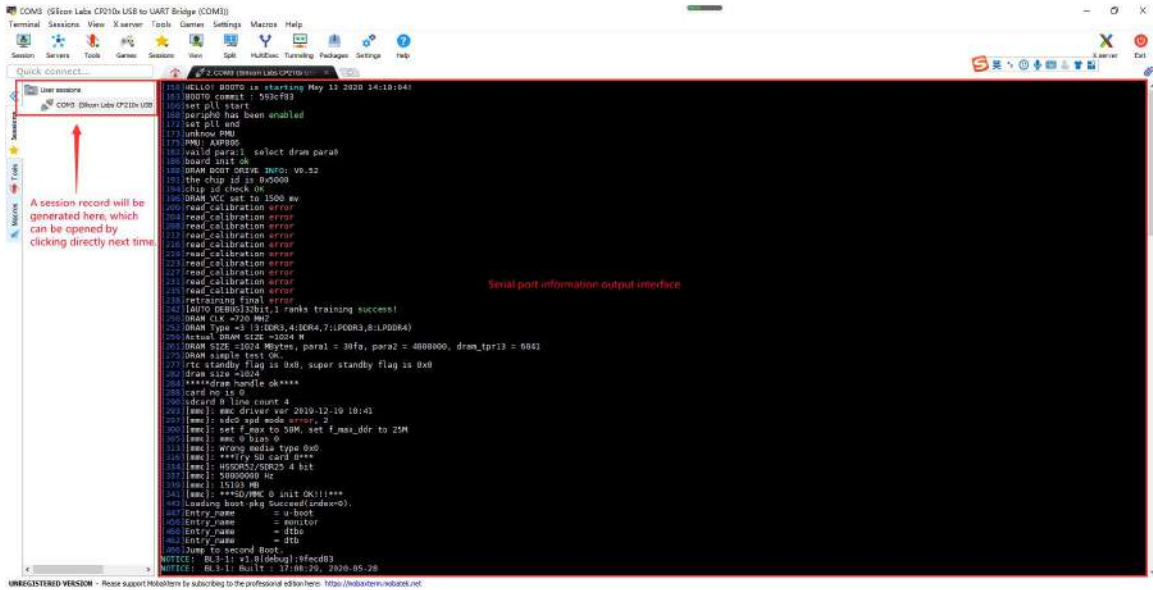 COM3 (Silicon Labs CP210x USB to UART Bridge (COM3))
Terminal Sessions View X server Tools Games Settings Macros Help
Session Servers Tools Games Sessions View Split MultiExec Tunneling Packages Settings Help
X server Exit
Quick connect...
2. COM3 (Silicon Labs CP210x
英
User sessions
COM3 (Silicon Labs CP210x USB
Sessions
Tools
Macros
A session record will be
generated here, which
can be opened by
clicking directly next time.
HELLO! BOOT0 is starting May 11 2020 14:10:04!
BOOT0 commit : 593cf83
set pll start
periph0 has been enabled
set pll end
unknow PMU
PMU: AXP806
vaild para:1 select dram para0
board init ok
DRAM BOOT DRIVE INFO: V0.52
the chip id is 0x5000
chip id check OK
DRAM_VCC set to 1500 mv
read_calibration error
read_calibration error
read_calibration error
read_calibration error
read_calibration error
read_calibration error
read_calibration error
read_calibration error
read_calibration error
read_calibration error
retraining final error
[AUTO DEBUG]32bit,1 ranks training success!
DRAM CLK =720 MHZ
DRAM Type =3 (3:DDR3,4:DDR4,7:LPDDR3,8:LPDDR4)
Actual DRAM SIZE =1024 M
DRAM SIZE =1024 MBytes, para1 = 30fa, para2 = 4000000, dram_tpr13 = 6041
DRAM simple test OK.
rtc standby flag is 0x0, super standby flag is 0x0
dram size =1024
*****dram handle ok****
card no is 0
sdcard 0 line count 4
[mmc]: mmc driver ver 2019-12-19 10:41
[mmc]: sdc0 spd mode error, 2
[mmc]: set f_max to 50M, set f_max_ddr to 25M
[mmc]: mmc 0 bias 0
[mmc]: Wrong media type 0x0
[mmc]: ***Try SD card 0***
[mmc]: HSSDR52/SDR25 4 bit
[mmc]: 50000000 Hz
[mmc]: 15193 MB
[mmc]: ***SD/MMC 0 init OK!!!***
Loading boot-pkg Succeed(index=0).
Entry_name = u-boot
Entry_name = monitor
Entry_name = dtbo
Entry_name = dtb
Jump to second Boot.
NOTICE: BL3-1: v1.0(debug):9fecd83
NOTICE: BL3-1: Built : 17:08:29, 2020-05-28
Serial port information output interface
UNREGISTERED VERSION - Please support MobaXterm by subscribing to the professional edition here: https://mobaxterm.mobatek.net